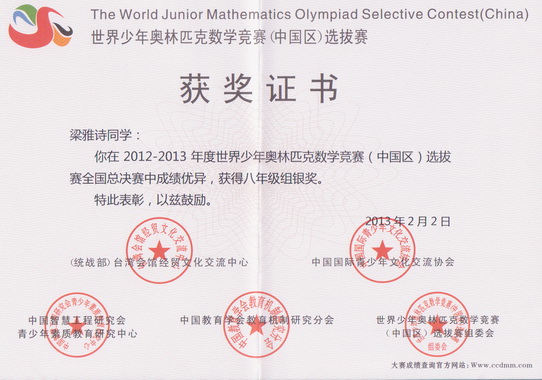 The World Junior Mathematics Olympiad Selective Contest(China)
世界少年奥林匹克数学竞赛(中国区)选拔赛
获奖证书
梁雅诗同学：
你在 2012-2013 年度世界少年奥林匹克数学竞赛（中国区）选拔
赛全国总决赛中成绩优异，获得八年级组银奖。
特此表彰，以兹鼓励。
2013 年 2 月 2 日
(统战部)台湾会馆经贸文化交流中心
中国国际青少年文化交流协会
中国智慧工程研究会
青少年素质教育研究中心
中国教育学会教育机制研究分会
世界少年奥林匹克数学竞赛
(中国区)选拔赛组委会
组委会
大赛成绩查询官方网站:www.ccdmm.com